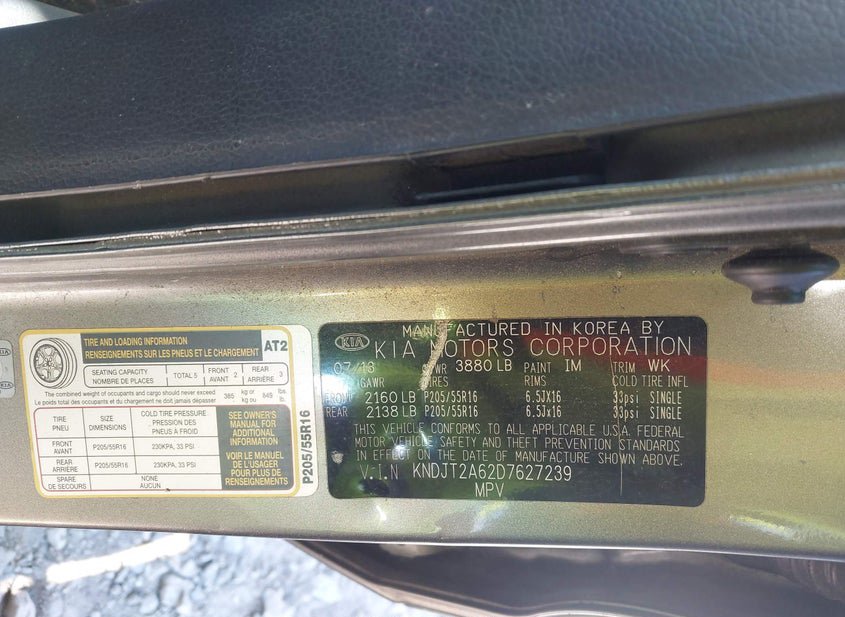 TIRE AND LOADING INFORMATION
RENSEIGNEMENTS SUR LES PNEUS ET LE CHARGEMENT
AT2
SEATING CAPACITY
NOMBRE DE PLACES
TOTAL 5
FRONT
AVANT 2
REAR
ARRIÈRE 3
The combined weight of occupants and cargo should never exceed
Le poids total des occupants et du chargement ne doit jamais dépasser
385 kg or
kg ou
849 lbs.
lb.
TIRE
PNEU
SIZE
DIMENSIONS
COLD TIRE PRESSURE
PRESSION DES
PNEUS À FROID
FRONT
AVANT
P205/55R16
230KPA, 33 PSI
REAR
ARRIÈRE
P205/55R16
230KPA, 33 PSI
SPARE
DE SECOURS
NONE
AUCUN
SEE OWNER'S
MANUAL FOR
ADDITIONAL
INFORMATION
VOIR LE MANUEL
DE L'USAGER
POUR PLUS DE
RENSEIGNEMENTS
P205/55R16
KIA
MANUFACTURED IN KOREA BY
KIA MOTORS CORPORATION
07/13 3880 LB PAINT IM TRIM WK
GAWR RIMS COLD TIRE INFL
FRONT 2160 LB P205/55R16 6.5Jx16 33psi SINGLE
REAR 2138 LB P205/55R16 6.5Jx16 33psi SINGLE
THIS VEHICLE CONFORMS TO ALL APPLICABLE U.S.A. FEDERAL
MOTOR VEHICLE SAFETY AND THEFT PREVENTION STANDARDS
IN EFFECT ON THE DATE OF MANUFACTURE SHOWN ABOVE.
V.I.N KNDJT2A62D7627239
MPV